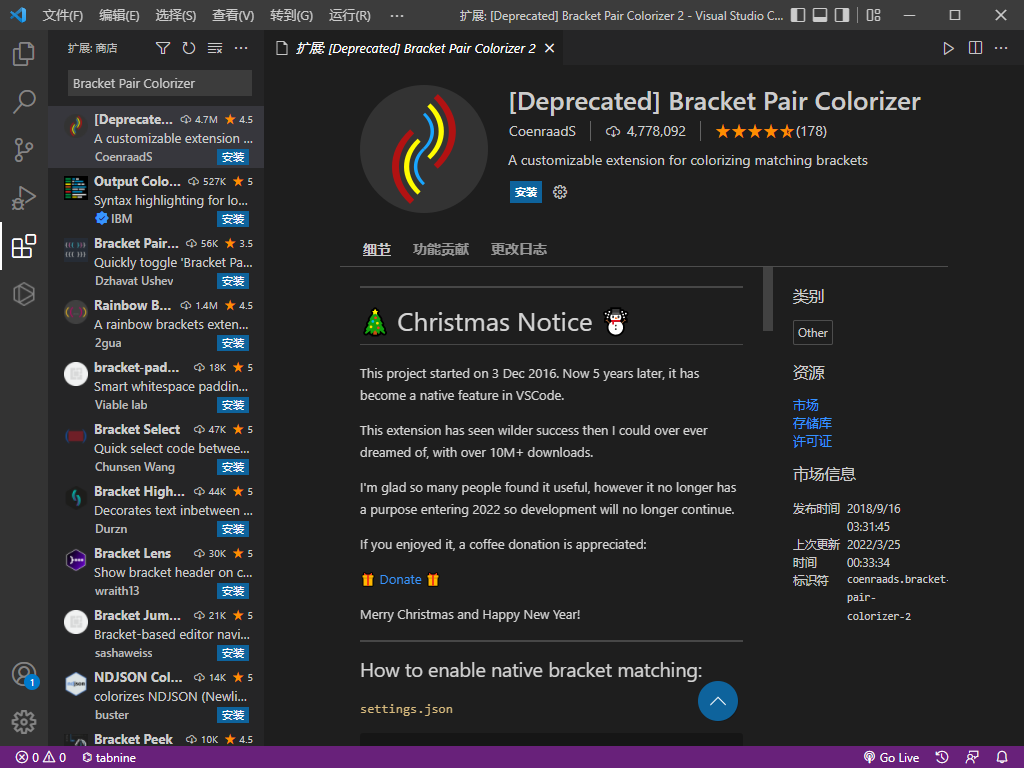 文件(F) 编辑(E) 选择(S) 查看(V) 转到(G) 运行(R) ··· 扩展: [Deprecated] Bracket Pair Colorizer 2 - Visual Studio C...
扩展: 商店
Bracket Pair Colorizer
[Deprecate... 4.7M 4.5
A customizable extension ...
CoenraadS 安装
Output Colo... 527K 5
Syntax highlighting for lo...
IBM 安装
Bracket Pair... 56K 3.5
Quickly toggle 'Bracket Pa...
Dzhavat Ushev 安装
Rainbow B... 1.4M 4.5
A rainbow brackets exten...
2gua 安装
bracket-pad... 18K 5
Smart whitespace paddin...
Viable lab 安装
Bracket Select 47K 5
Quick select code betwee...
Chunsen Wang 安装
Bracket High... 44K 5
Decorates text inbetween ...
Durzn 安装
Bracket Lens 30K 5
Show bracket header on c...
wraith13 安装
Bracket Jum... 21K 5
Bracket-based editor navi...
sashaweiss 安装
NDJSON Col... 14K 5
colorizes NDJSON (Newli...
buster 安装
Bracket Peek 10K 4.5
扩展: [Deprecated] Bracket Pair Colorizer 2
[Deprecated] Bracket Pair Colorizer
CoenraadS 4,778,092 (178)
A customizable extension for colorizing matching brackets
安装
细节 功能贡献 更改日志
Christmas Notice
This project started on 3 Dec 2016. Now 5 years later, it has
become a native feature in VSCode.
This extension has seen wilder success then I could over ever
dreamed of, with over 10M+ downloads.
I'm glad so many people found it useful, however it no longer has
a purpose entering 2022 so development will no longer continue.
If you enjoyed it, a coffee donation is appreciated:
Donate
Merry Christmas and Happy New Year!
How to enable native bracket matching:
settings.json
类别
Other
资源
市场
存储库
许可证
市场信息
发布时间 2018/9/16
03:31:45
上次更新 2022/3/25
时间 00:33:34
标识符 coenraads.bracket-
pair-
colorizer-2
1
0 0 tabnine Go Live